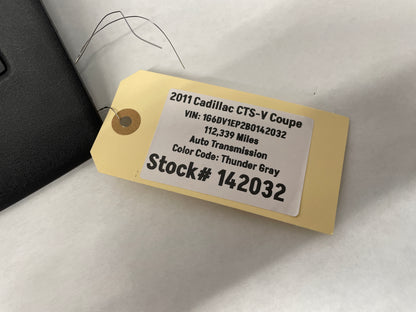 2011 Cadillac CTS-V Coupe
VIN: 1G6DV1EP2B0142032
112,339 Miles
Auto Transmission
Color Code: Thunder Gray
Stock# 142032